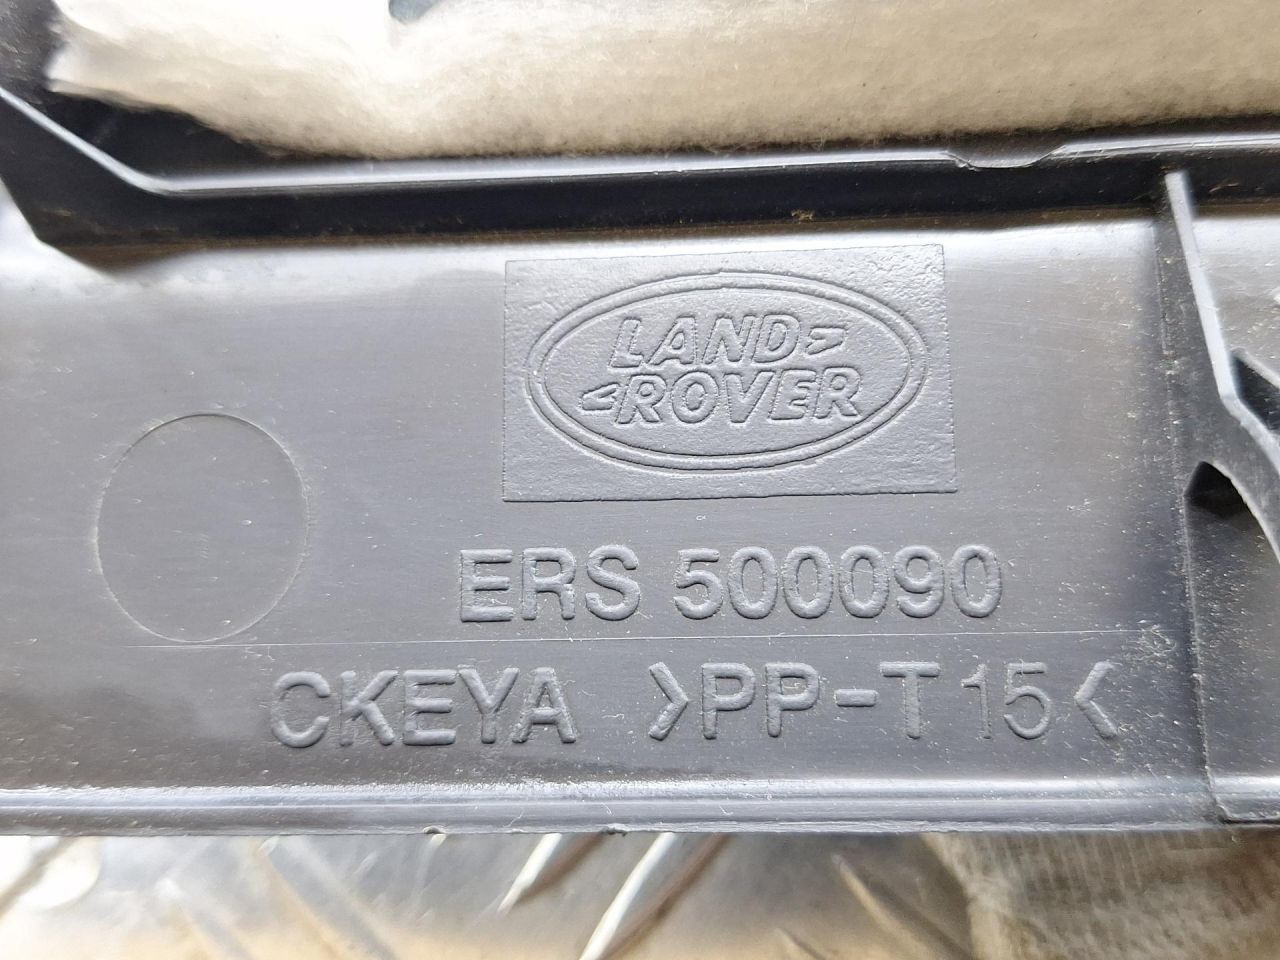 LAND
ROVER
ERS 500090
CKEYA >PP-T15<